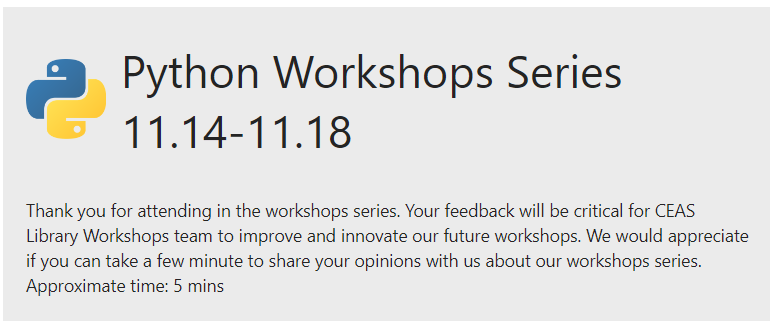 Python Workshops Series
11.14-11.18
Thank you for attending in the workshops series. Your feedback will be critical for CEAS
Library Workshops team to improve and innovate our future workshops. We would appreciate
if you can take a few minute to share your opinions with us about our workshops series.
Approximate time: 5 mins